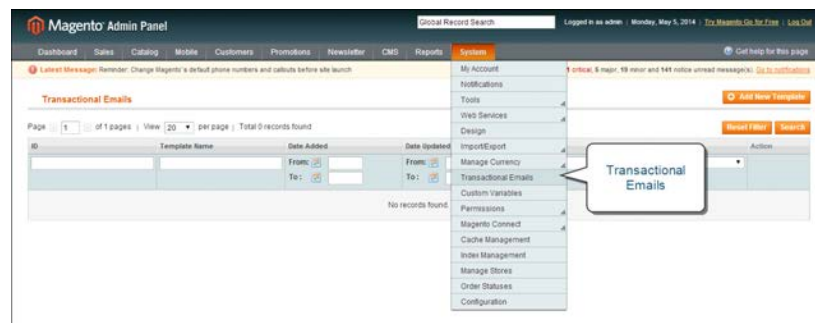 Magento® Admin Panel
Global Record Search
Logged in as admin | Monday, May 5, 2014 | Try Magento Go for Free | Log Out
Dashboard Sales Catalog Mobile Customers Promotions Newsletter CMS Reports System Get help for this page
Latest Message: Reminder: Change Magento's default phone numbers and callouts before site launch
1 critical, 5 major, 19 minor and 141 notice unread message(s). Go to notifications
My Account
Notifications
Tools
Web Services
Design
Import/Export
Manage Currency
Transactional Emails
Custom Variables
Permissions
Magento Connect
Cache Management
Index Management
Manage Stores
Order Statuses
Configuration
Transactional Emails
Add New Template
Page 1 of 1 pages | View 20 per page | Total 0 records found
Reset Filter Search
ID Template Name Date Added Date Updated Action
From: From:
To: To:
No records found.
Transactional
Emails